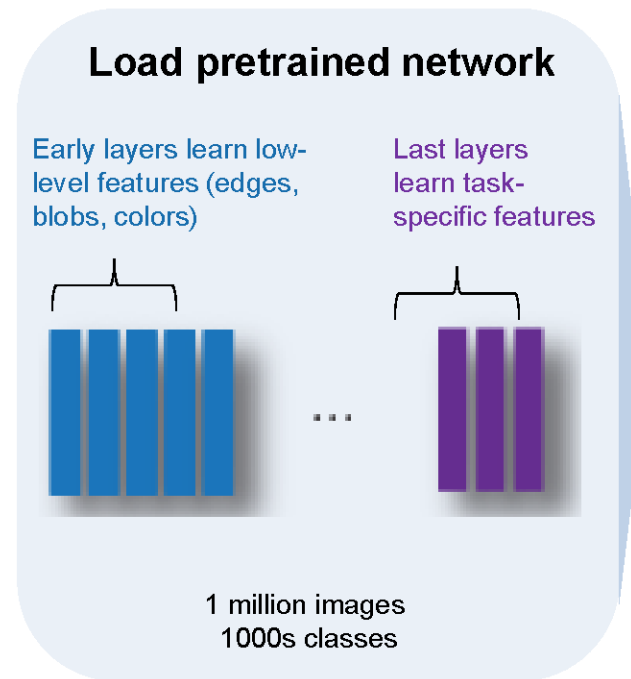 Load pretrained network
Early layers learn low-
level features (edges,
blobs, colors)
Last layers
learn task-
specific features
...
1 million images
1000s classes